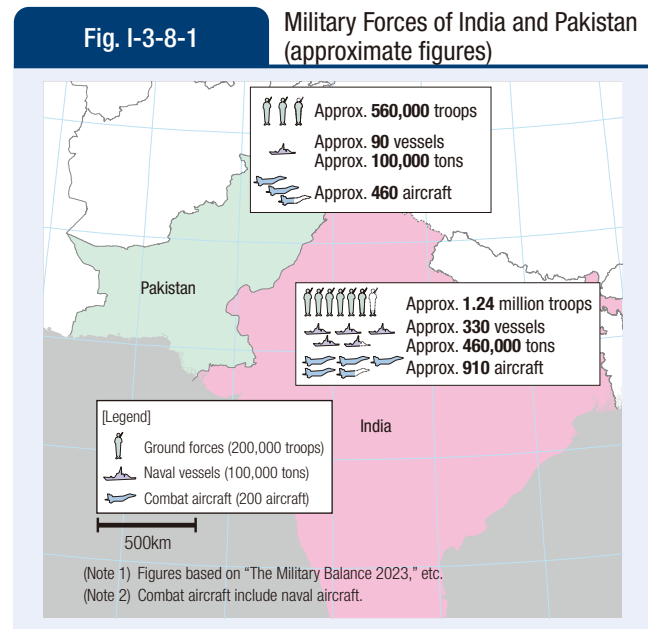 Fig. I-3-8-1
Military Forces of India and Pakistan
(approximate figures)
Approx. 560,000 troops
Approx. 90 vessels
Approx. 100,000 tons
Approx. 460 aircraft
Pakistan
Approx. 1.24 million troops
Approx. 330 vessels
Approx. 460,000 tons
Approx. 910 aircraft
India
[Legend]
Ground forces (200,000 troops)
Naval vessels (100,000 tons)
Combat aircraft (200 aircraft)
500km
(Note 1) Figures based on “The Military Balance 2023,” etc.
(Note 2) Combat aircraft include naval aircraft.